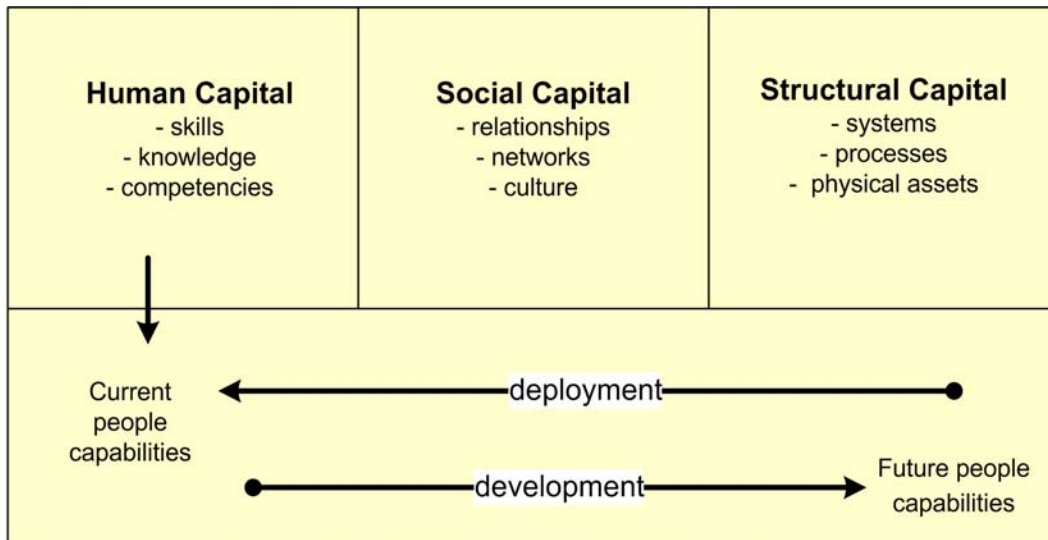 Human Capital
- skills
- knowledge
- competencies
Social Capital
- relationships
- networks
- culture
Structural Capital
- systems
- processes
- physical assets
Current
people
capabilities
deployment
development
Future people
capabilities